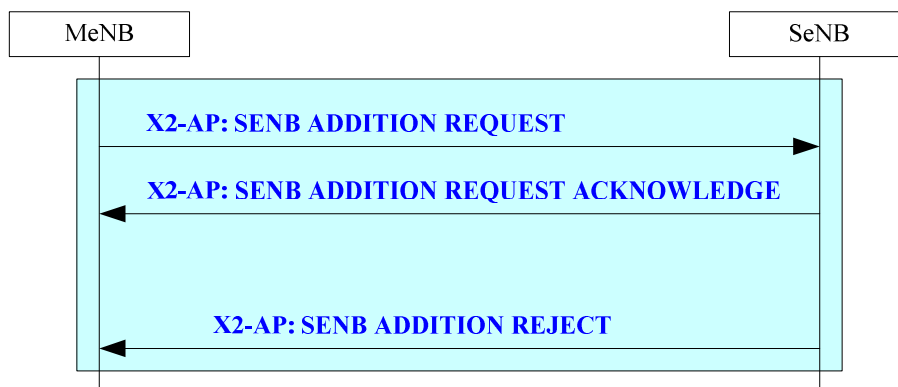 MeNB
SeNB
X2-AP: SENB ADDITION REQUEST
X2-AP: SENB ADDITION REQUEST ACKNOWLEDGE
X2-AP: SENB ADDITION REJECT